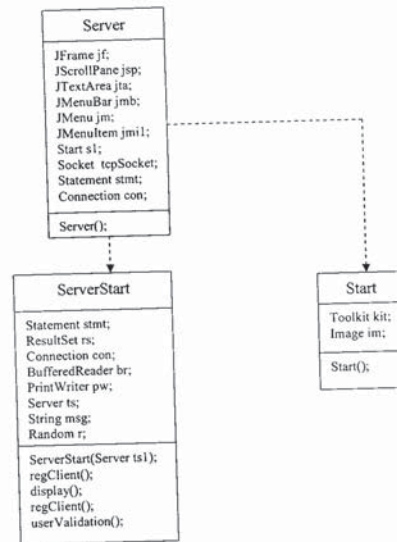 Server
JFrame jf;
JScrollPane jsp;
JTextArea jta;
JMenuBar jmb;
JMenu jm;
JMenuItem jmi1;
Start s1;
Socket tcpSocket;
Statement stmt;
Connection con;
Server();
ServerStart
Statement stmt;
ResultSet rs;
Connection con;
BufferedReader br;
PrintWriter pw;
Server ts;
String msg;
Random r;
ServerStart(Server ts1);
regClient();
display();
regClient();
userValidation();
Start
Toolkit kit;
Image im;
Start();